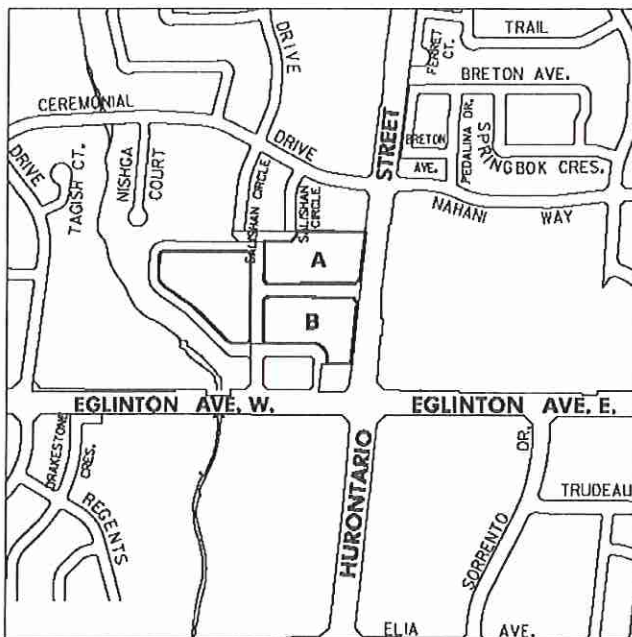 DRIVE
TRAIL
FERRET CT.
BRETON AVE.
CEREMONIAL
DRIVE
STREET
BRETON
AVE.
PEDALINA DR.
SPRINGBOK CRES.
DRIVE
TAGISH CT.
NISHGA
COURT
SALISHAN CIRCLE
SALISHAN
CIRCLE
NAHANI WAY
A
B
EGLINTON AVE. W.
EGLINTON AVE. E.
DRAKESTONE
CRES.
REGENTS
HURONTARIO
SORRENTO
DR.
TRUDEAU
ELIA AVE.